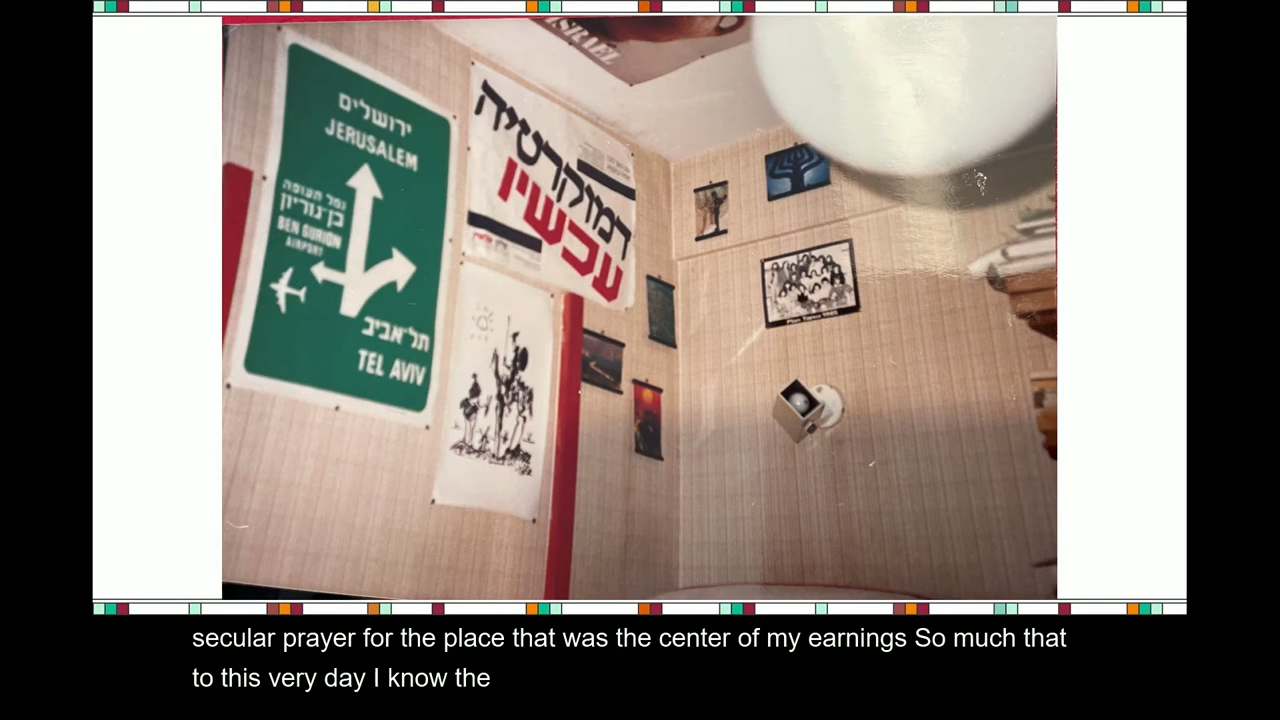 ISRAEL
ירושלים
JERUSALEM
נמל תעופה
בן־גוריון
BEN GURION
AIRPORT
תל־אביב
TEL AVIV
דמוקרטיה
עכשיו
secular prayer for the place that was the center of my earnings So much that
to this very day I know the